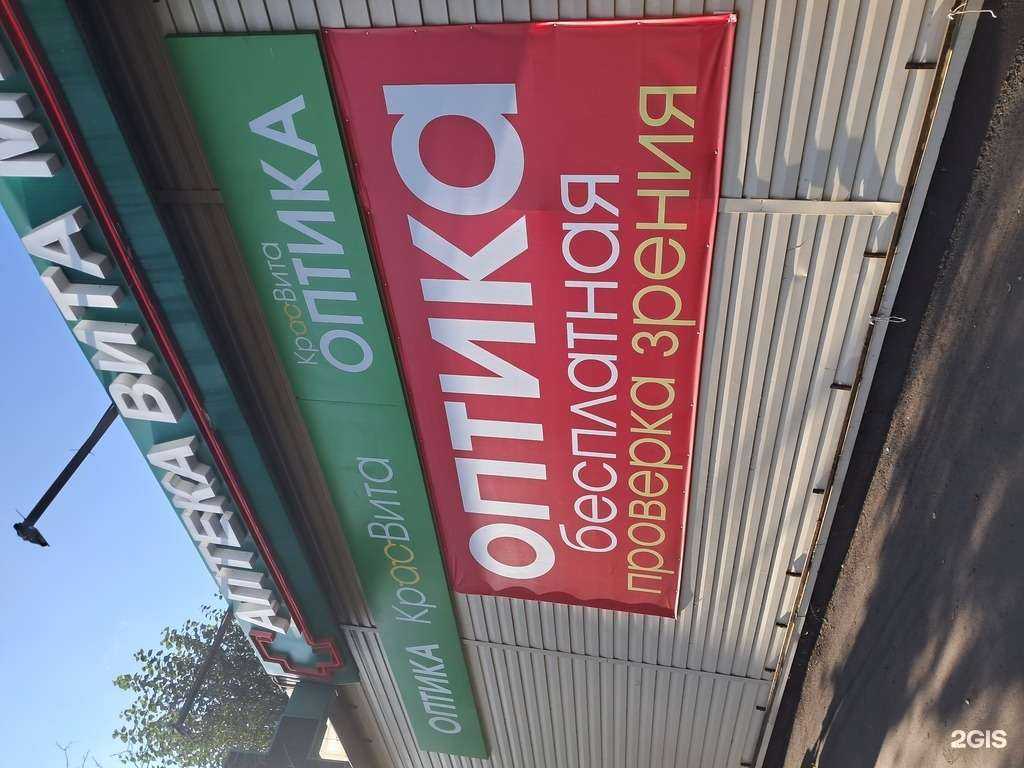 АПТЕКА ВИТА
ОПТИКА КрасВита
КрасВита
ОПТИКА
оптика
бесплатная
проверка зрения
2GIS